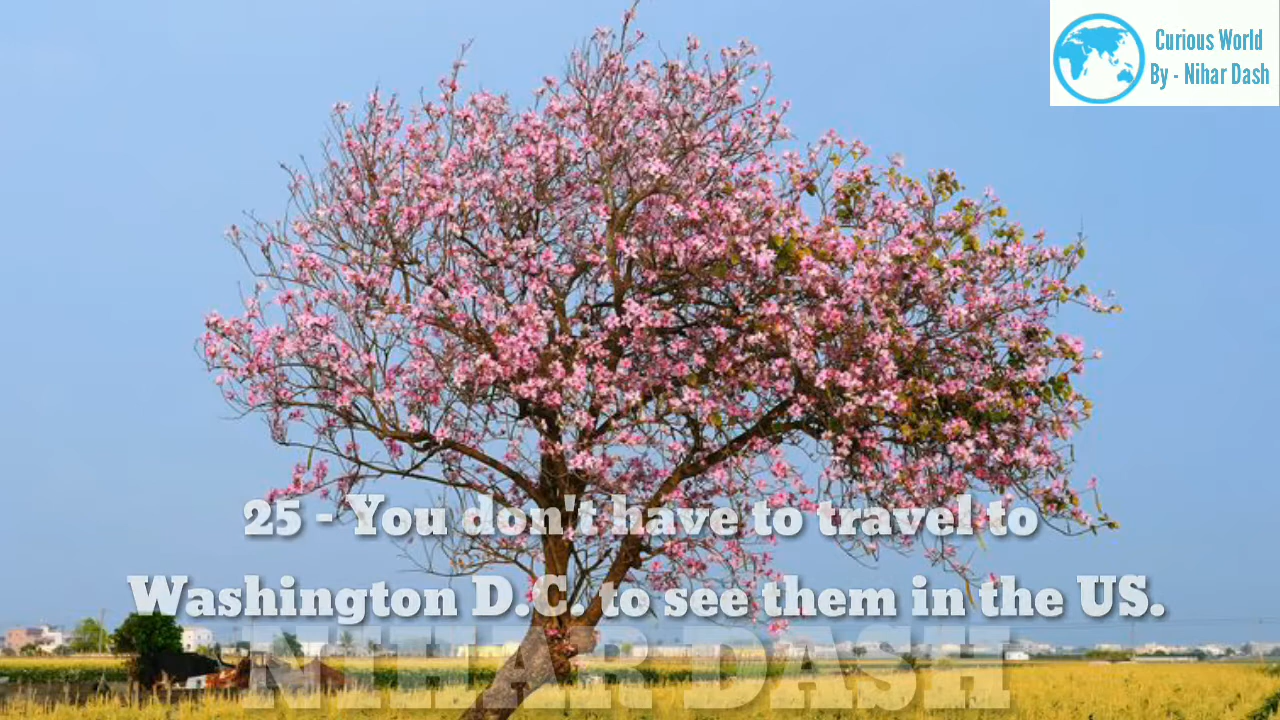 Curious World
By - Nihar Dash
25 - You don't have to travel to
Washington D.C. to see them in the US.
NIHAR DASH